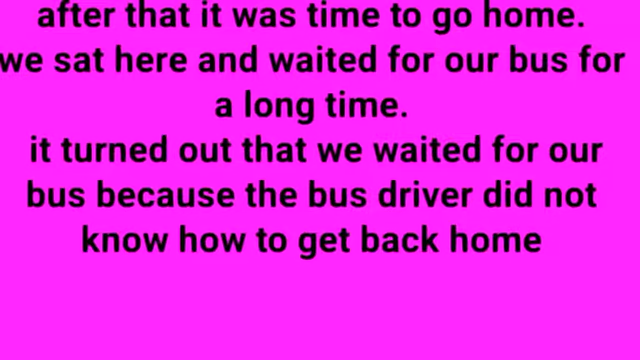 after that it was time to go home.
we sat here and waited for our bus for
a long time.
it turned out that we waited for our
bus because the bus driver did not
know how to get back home